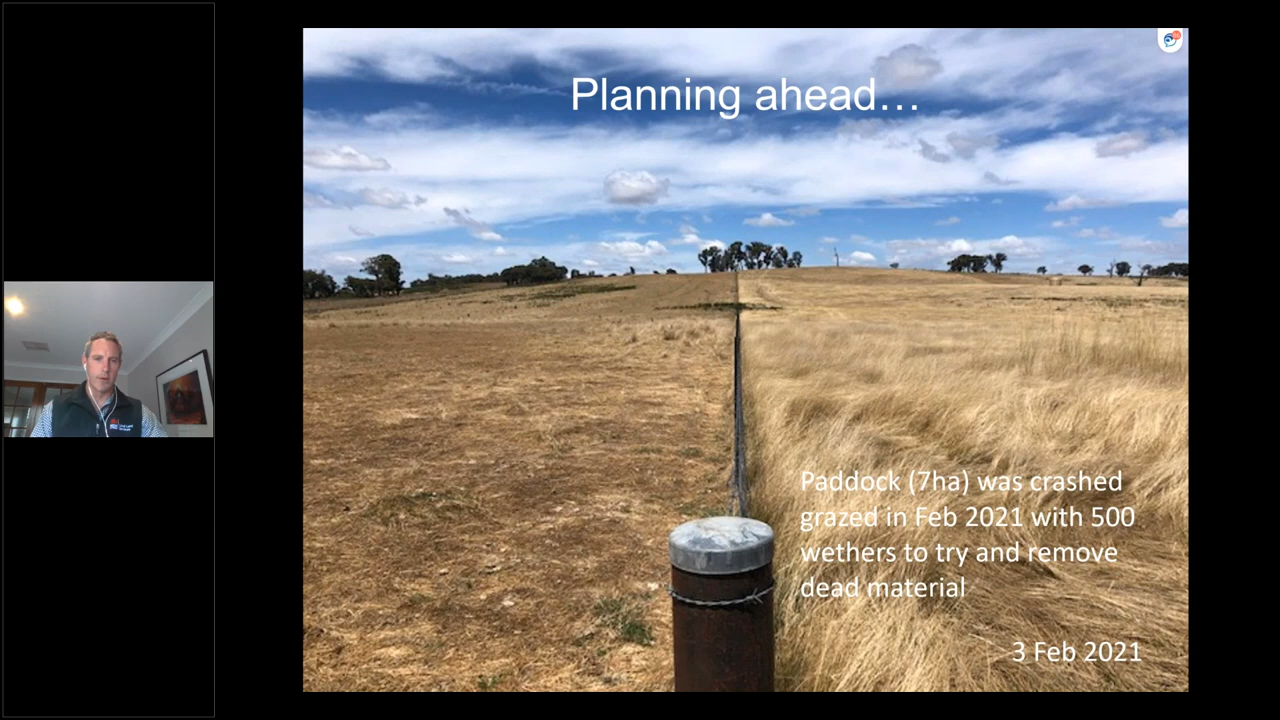 Planning ahead…
Paddock (7ha) was crashed
grazed in Feb 2021 with 500
wethers to try and remove
dead material
3 Feb 2021